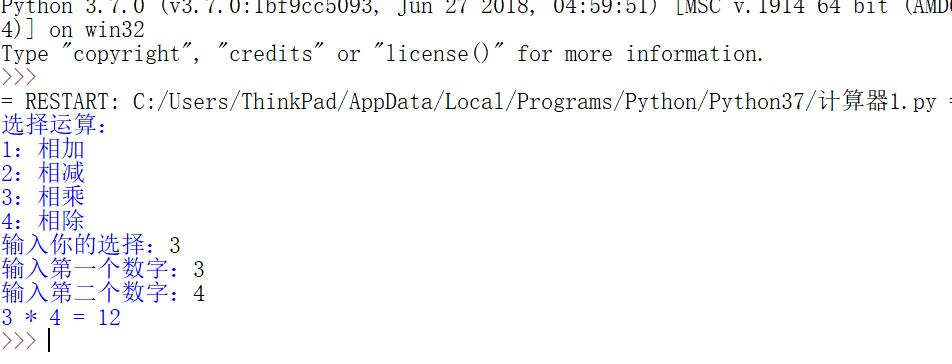 Python 3.7.0 (v3.7.0:1bf9cc5093, Jun 27 2018, 04:59:51) [MSC v.1914 64 bit (AMD6
4)] on win32
Type "copyright", "credits" or "license()" for more information.
>>>
= RESTART: C:/Users/ThinkPad/AppData/Local/Programs/Python/Python37/计算器1.py =
选择运算：
1：相加
2：相减
3：相乘
4：相除
输入你的选择：3
输入第一个数字：3
输入第二个数字：4
3 * 4 = 12
>>>